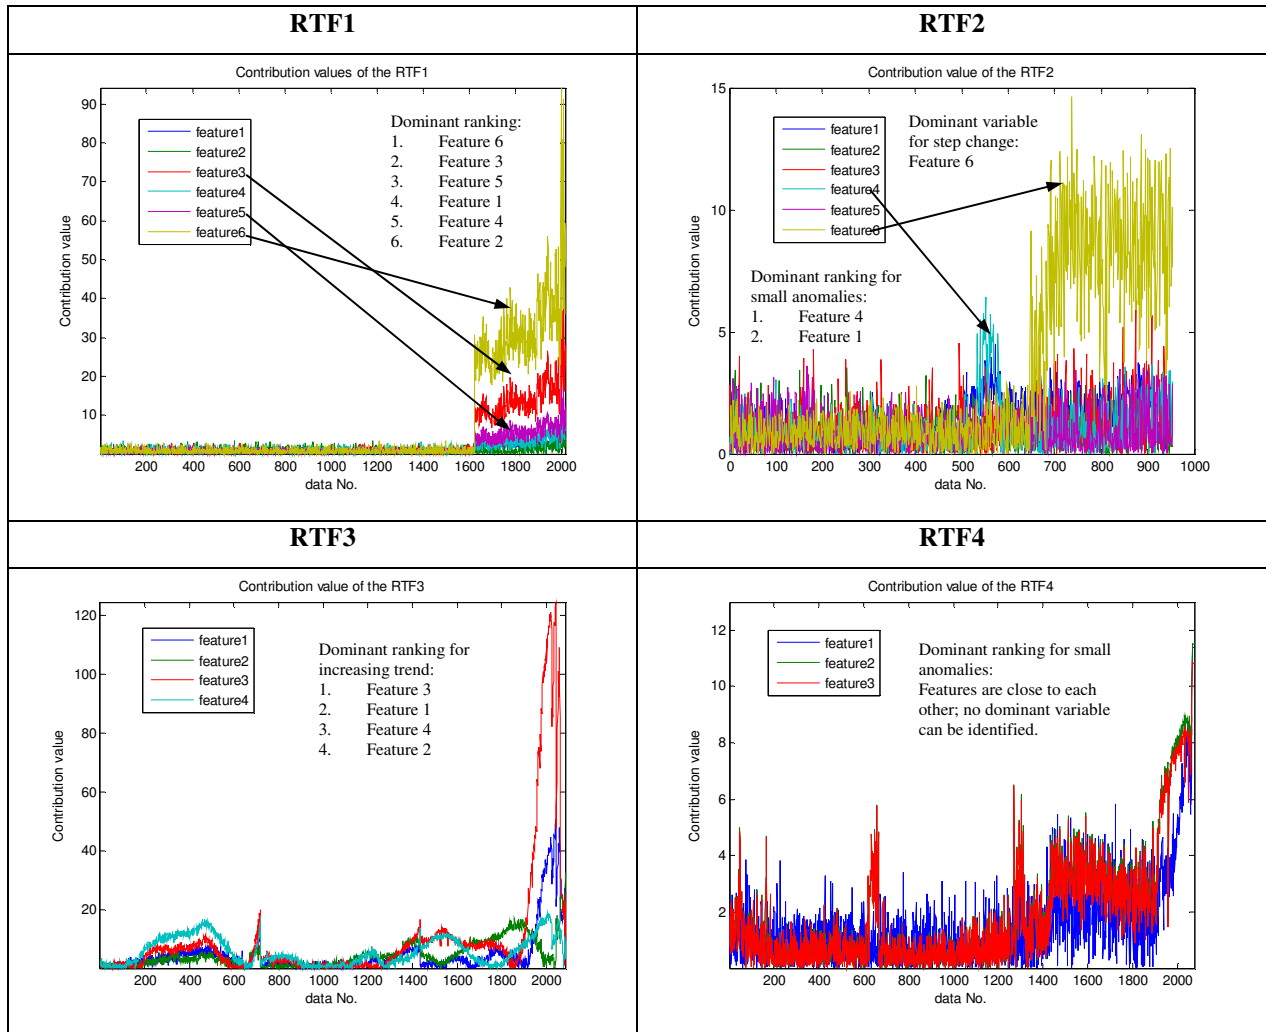 RTF1
RTF2
Contribution values of the RTF1
90
80
70
60
50
40
30
20
10
200 400 600 800 1000 1200 1400 1600 1800 2000
Contribution value
data No.
feature1
feature2
feature3
feature4
feature5
feature6
Dominant ranking:
1. Feature 6
2. Feature 3
3. Feature 5
4. Feature 1
5. Feature 4
6. Feature 2
Contribution value of the RTF2
15
10
5
0
0 100 200 300 400 500 600 700 800 900 1000
Contribution value
data No.
feature1
feature2
feature3
feature4
feature5
feature6
Dominant variable
for step change:
Feature 6
Dominant ranking for
small anomalies:
1. Feature 4
2. Feature 1
RTF3
RTF4
Contribution value of the RTF3
120
100
80
60
40
20
200 400 600 800 1000 1200 1400 1600 1800 2000
Contribution value
data No.
feature1
feature2
feature3
feature4
Dominant ranking for
increasing trend:
1. Feature 3
2. Feature 1
3. Feature 4
4. Feature 2
Contribution value of the RTF4
12
10
8
6
4
2
200 400 600 800 1000 1200 1400 1600 1800 2000
Contribution value
data No.
feature1
feature2
feature3
Dominant ranking for small
anomalies:
Features are close to each
other; no dominant variable
can be identified.